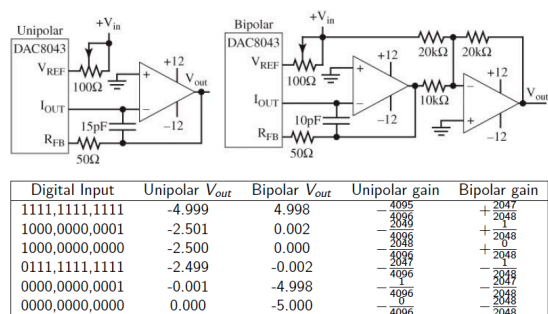 Unipolar
DAC8043
V_REF
I_OUT
R_FB
+V_in
100Ω
15pF
50Ω
+
−
+12
−12
V_out
Bipolar
DAC8043
V_REF
I_OUT
R_FB
+V_in
100Ω
10pF
50Ω
+
−
+12
−12
20kΩ 20kΩ
10kΩ
−
+
+12
−12
V_out
Digital Input Unipolar V_out Bipolar V_out Unipolar gain Bipolar gain
1111,1111,1111 -4.999 4.998 −4095/4096 +2047/2048
1000,0000,0001 -2.501 0.002 −2049/4096 +1/2048
1000,0000,0000 -2.500 0.000 −2048/4096 +0/2048
0111,1111,1111 -2.499 -0.002 −2047/4096 −1/2048
0000,0000,0001 -0.001 -4.998 −1/4096 −2047/2048
0000,0000,0000 0.000 -5.000 −0/4096 −2048/2048